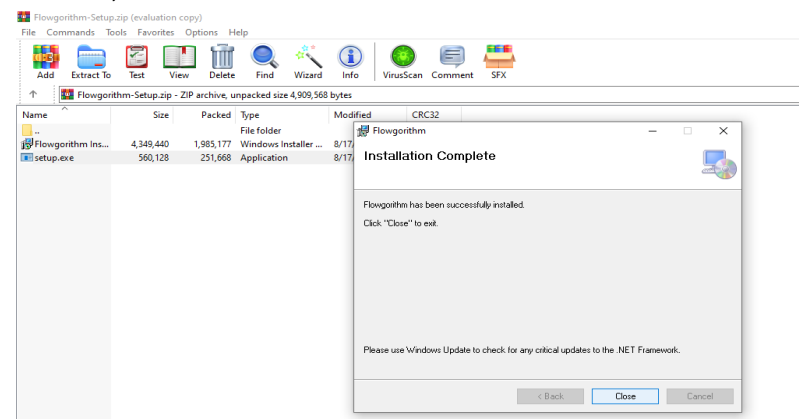 Flowgorithm-Setup.zip (evaluation copy)
File Commands Tools Favorites Options Help
Add Extract To Test View Delete Find Wizard Info VirusScan Comment SFX
Flowgorithm-Setup.zip - ZIP archive, unpacked size 4,909,568 bytes
Name Size Packed Type Modified CRC32
.. File folder
Flowgorithm Ins... 4,349,440 1,985,177 Windows Installer ... 8/17/
setup.exe 560,128 251,668 Application 8/17/
Flowgorithm
Installation Complete
Flowgorithm has been successfully installed.
Click "Close" to exit.
Please use Windows Update to check for any critical updates to the .NET Framework.
< Back Close Cancel